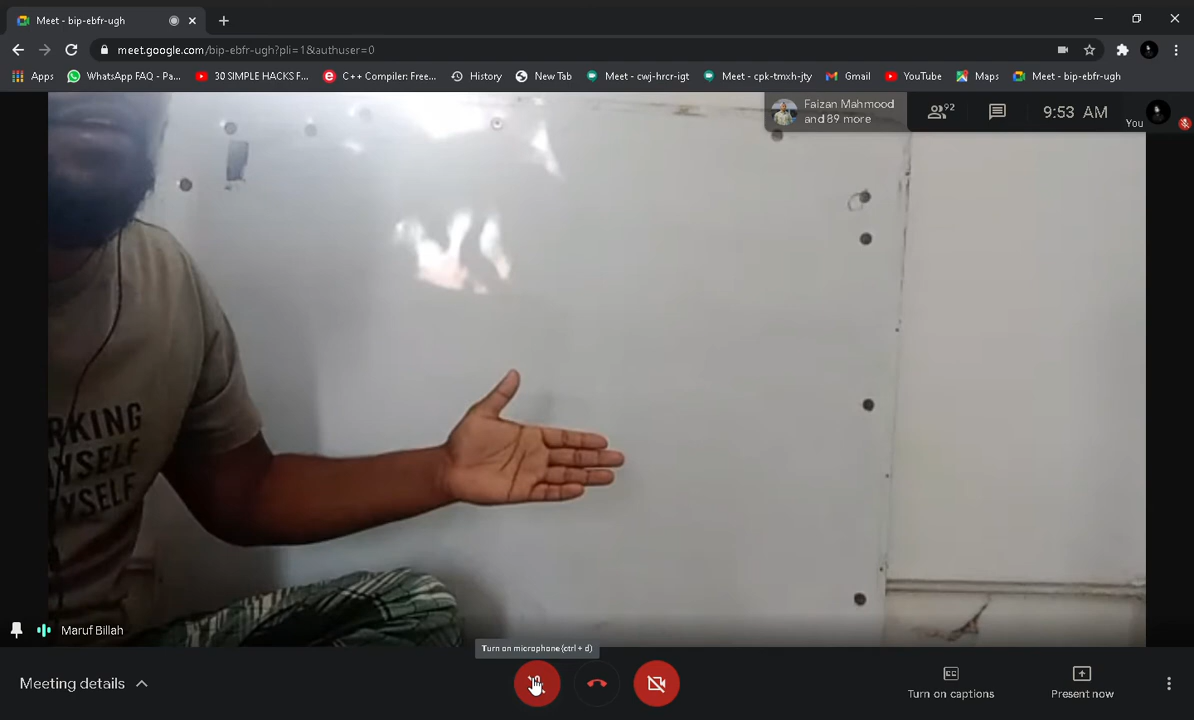 Meet - bip-ebfr-ugh
meet.google.com/bip-ebfr-ugh?pli=1&authuser=0
Apps
WhatsApp FAQ - Pa...
30 SIMPLE HACKS F...
C++ Compiler: Free...
History
New Tab
Meet - cwj-hrcr-igt
Meet - cpk-tmxh-jty
Gmail
YouTube
Maps
Meet - bip-ebfr-ugh
Faizan Mahmood
and 89 more
92
9:53 AM
You
MYSELF
MYSELF
Maruf Billah
Turn on microphone (ctrl + d)
Meeting details
Turn on captions
Present now